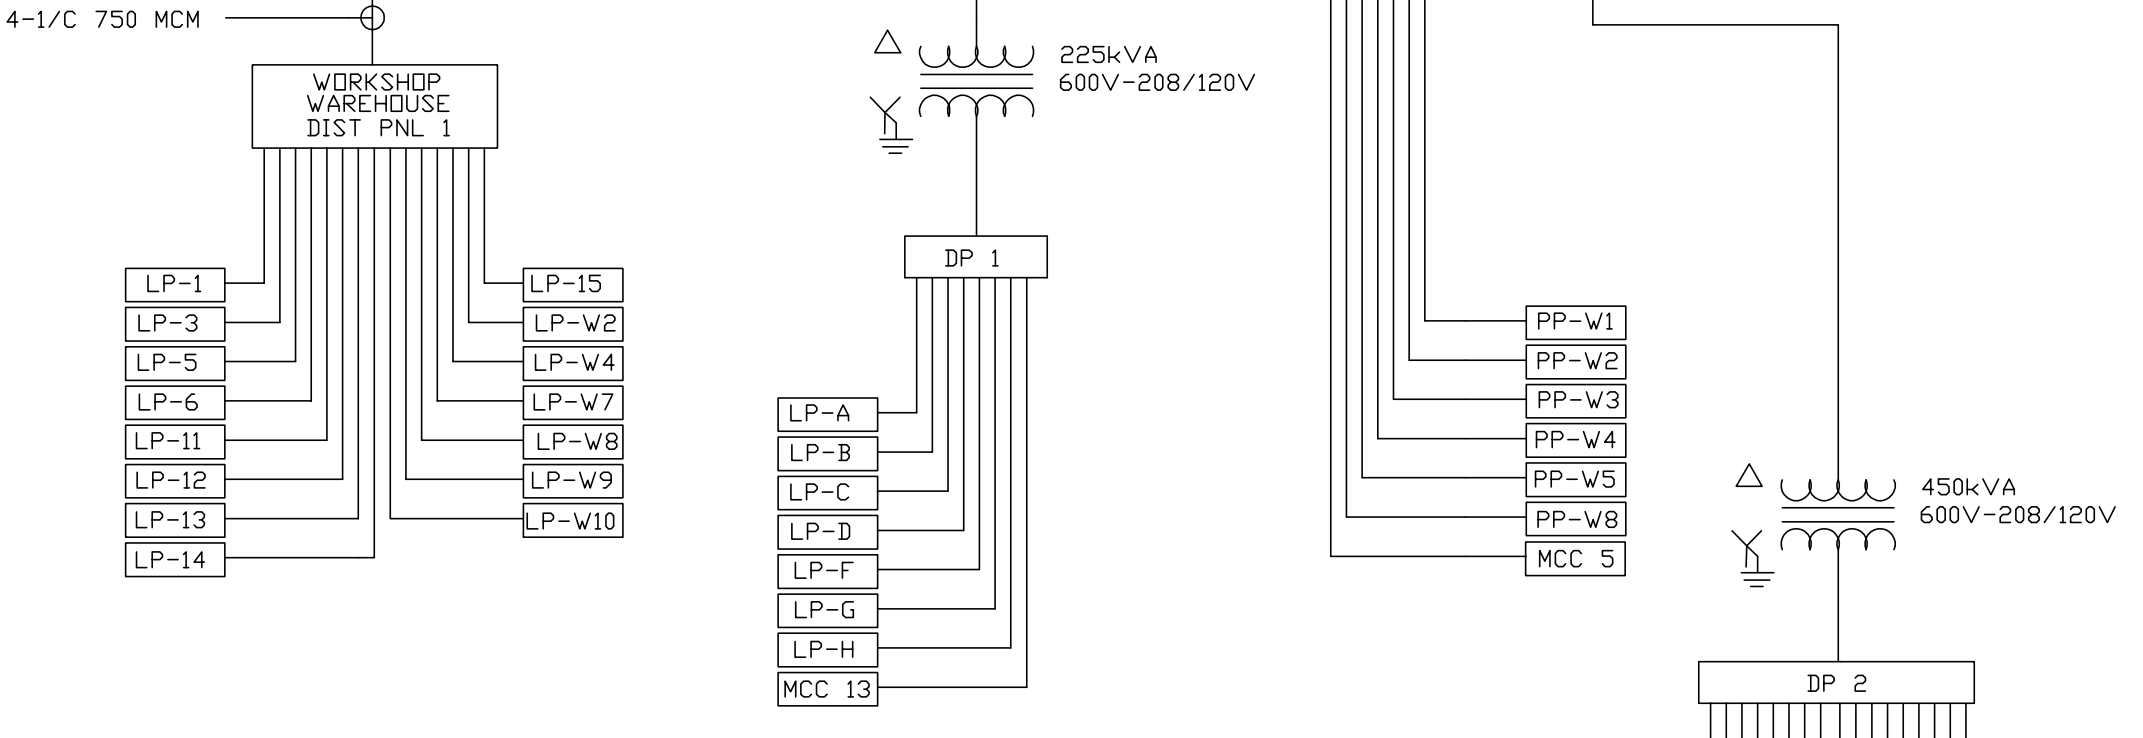 4-1/C 750 MCM
WORKSHOP
WAREHOUSE
DIST PNL 1
LP-1
LP-3
LP-5
LP-6
LP-11
LP-12
LP-13
LP-14
LP-15
LP-W2
LP-W4
LP-W7
LP-W8
LP-W9
LP-W10
225kVA
600V-208/120V
DP 1
LP-A
LP-B
LP-C
LP-D
LP-F
LP-G
LP-H
MCC 13
PP-W1
PP-W2
PP-W3
PP-W4
PP-W5
PP-W8
MCC 5
450kVA
600V-208/120V
DP 2